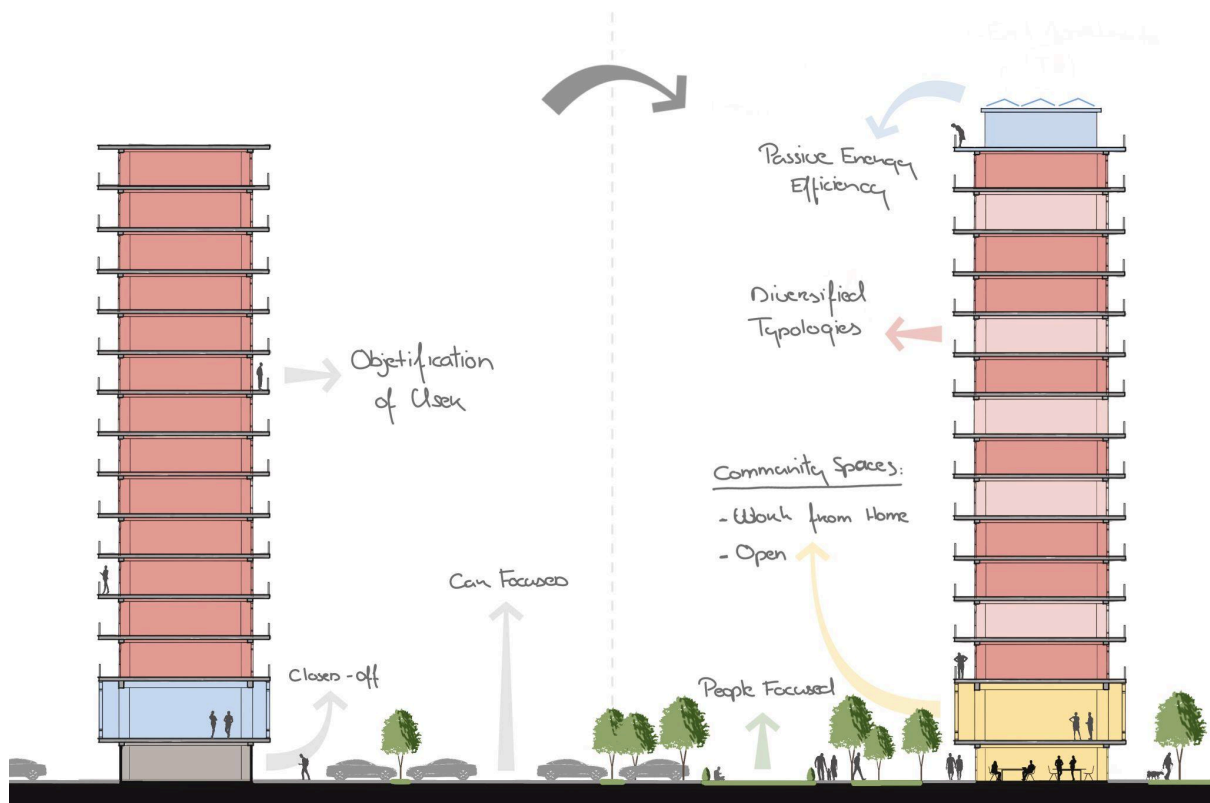 Objetification
of User
Closed-off
Car Focused
Passive Energy
Efficiency
Diversified
Typologies
Community Spaces:
- Work from Home
- Open
People Focused